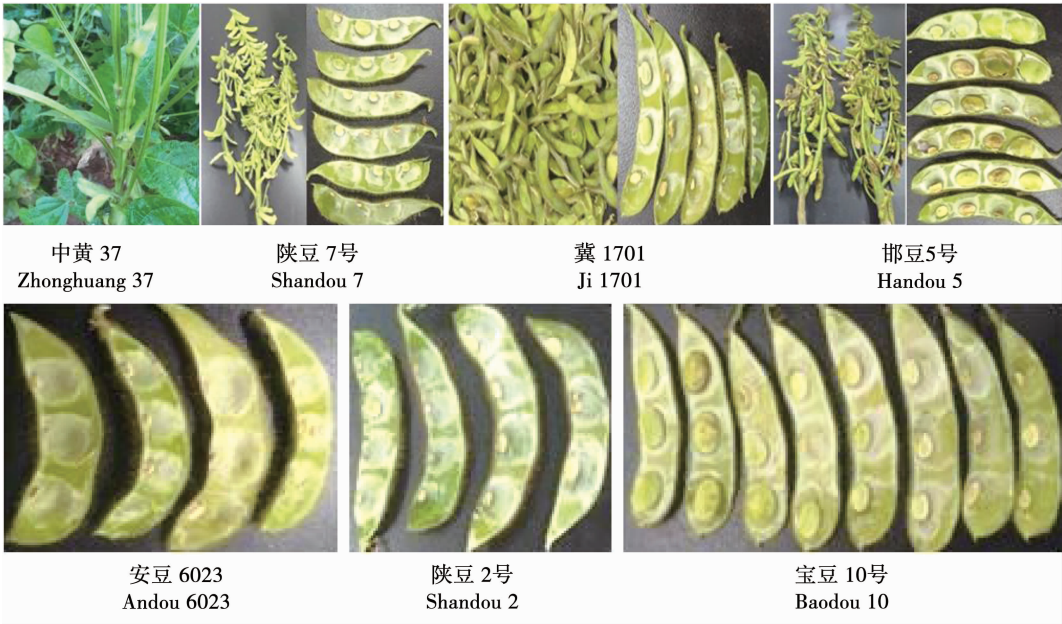 中黄 37
Zhonghuang 37
陕豆 7号
Shandou 7
冀 1701
Ji 1701
邯豆5号
Handou 5
安豆 6023
Andou 6023
陕豆 2号
Shandou 2
宝豆 10号
Baodou 10